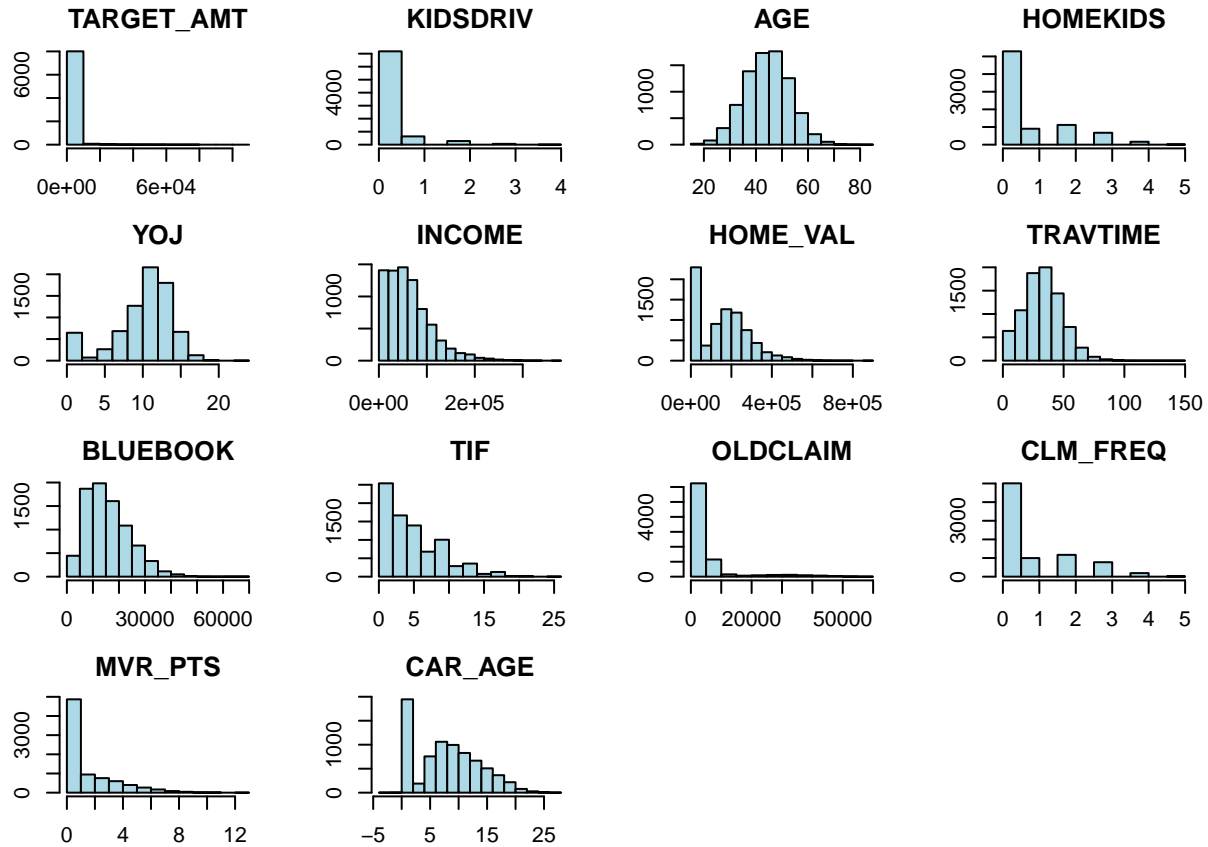 TARGET_AMT
0 6000
0e+00 6e+04
KIDSDRIV
0 4000
0 1 2 3 4
AGE
0 1000
20 40 60 80
HOMEKIDS
0 3000
0 1 2 3 4 5
YOJ
0 1500
0 5 10 20
INCOME
0 1000
0e+00 2e+05
HOME_VAL
0 1500
0e+00 4e+05 8e+05
TRAVTIME
0 1500
0 50 100 150
BLUEBOOK
0 1500
0 30000 60000
TIF
0 1500
0 5 15 25
OLDCLAIM
0 4000
0 20000 50000
CLM_FREQ
0 3000
0 1 2 3 4 5
MVR_PTS
0 3000
0 4 8 12
CAR_AGE
0 1000
−5 5 15 25